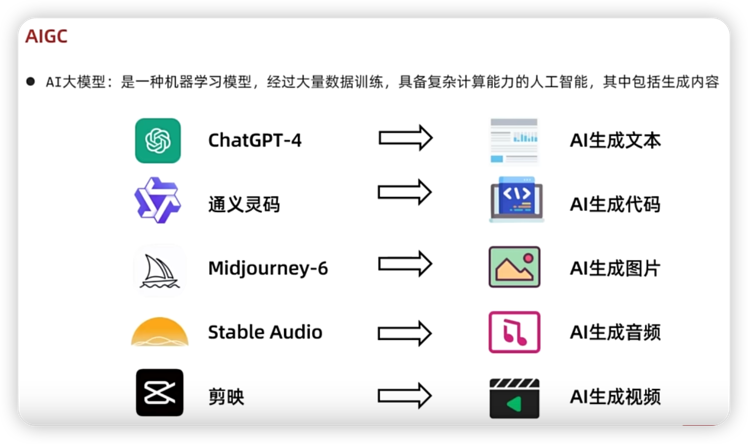 AIGC
AI大模型：是一种机器学习模型，经过大量数据训练，具备复杂计算能力的人工智能，其中包括生成内容
ChatGPT-4 AI生成文本
通义灵码 AI生成代码
Midjourney-6 AI生成图片
Stable Audio AI生成音频
剪映 AI生成视频